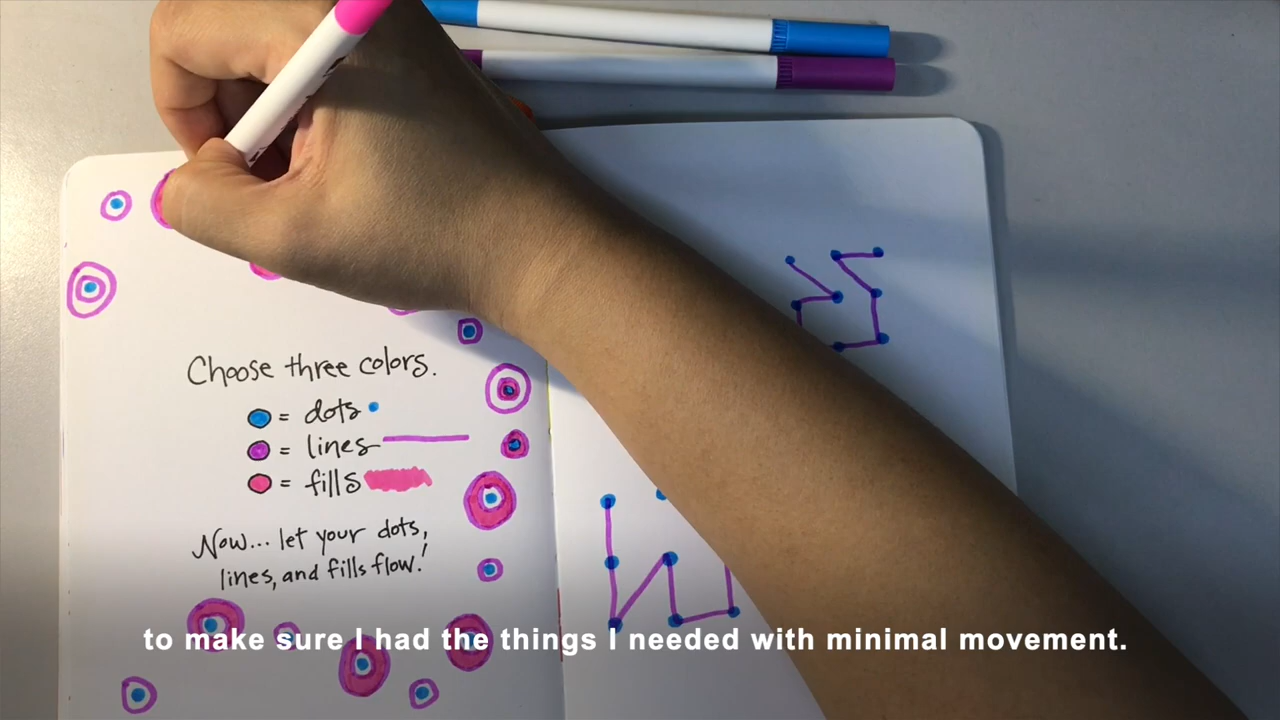 Choose three colors.
= dots
= lines
= fills
Now... let your dots,
lines, and fills flow!
to make sure I had the things I needed with minimal movement.